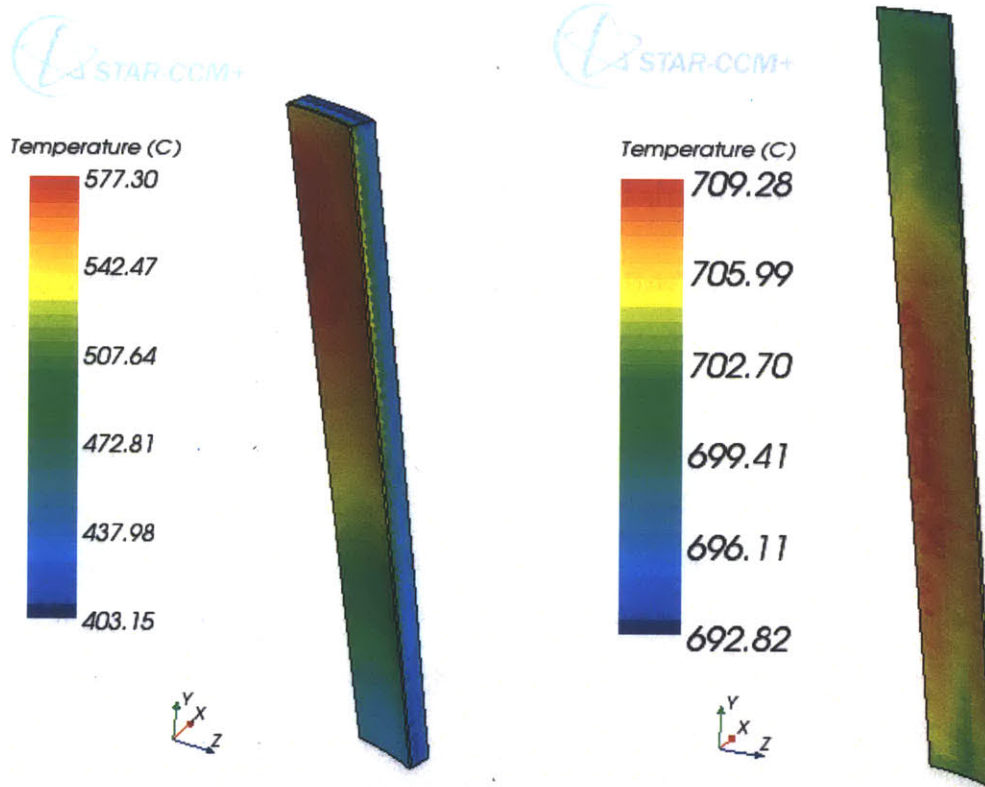 STAR-CCM+
Temperature (C)
577.30
542.47
507.64
472.81
437.98
403.15
Y
X
Z
STAR-CCM+
Temperature (C)
709.28
705.99
702.70
699.41
696.11
692.82
Y
X
Z